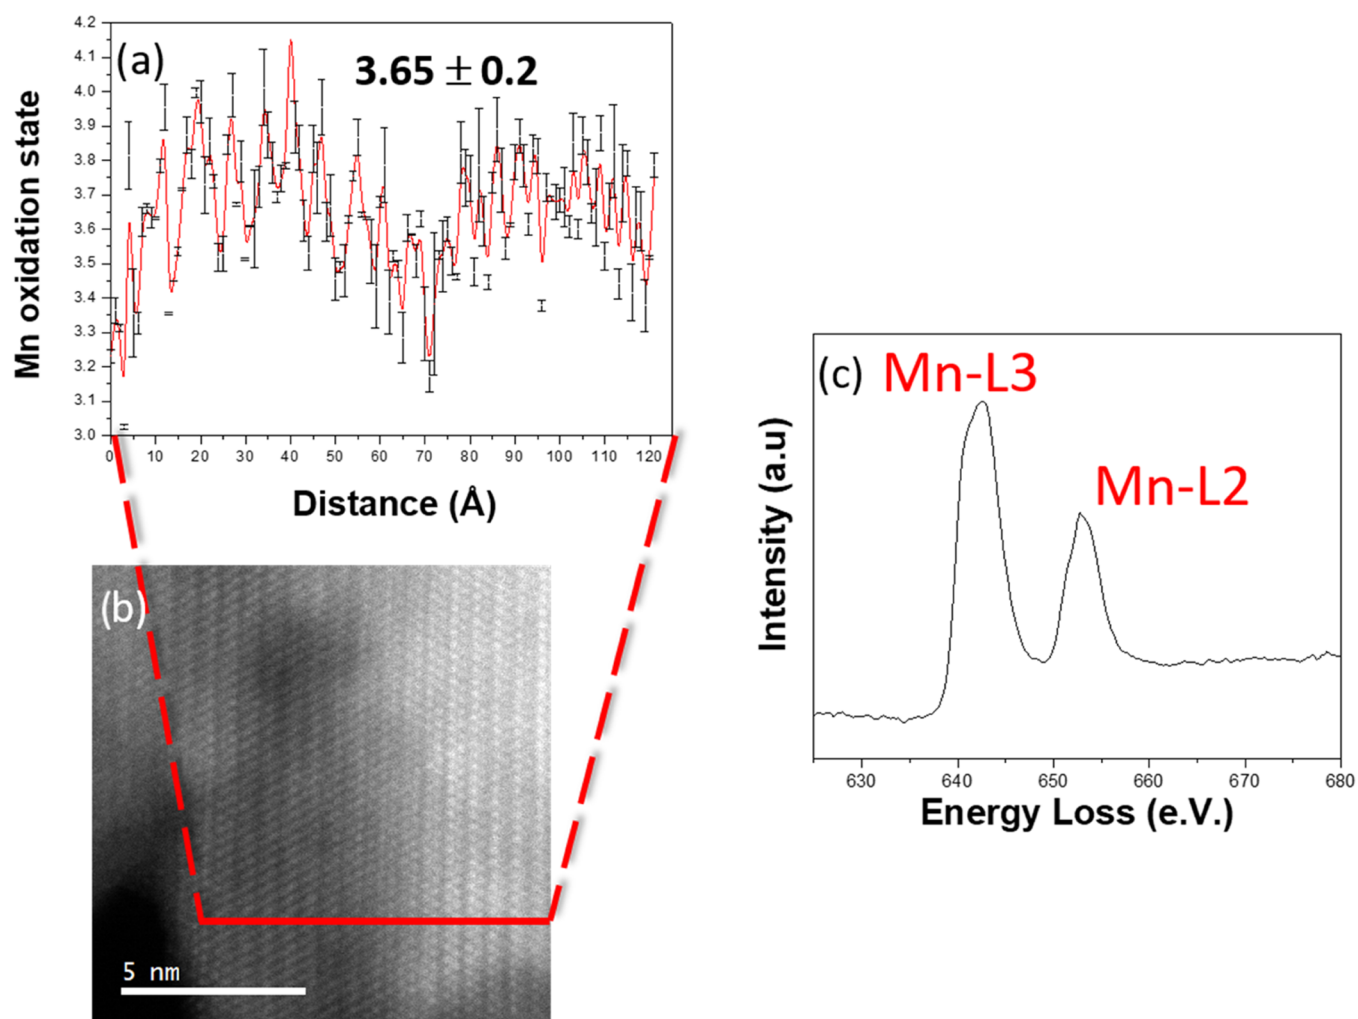 (a)
3.65 ± 0.2
Mn oxidation state
4.2
4.1
4.0
3.9
3.8
3.7
3.6
3.5
3.4
3.3
3.2
3.1
3.0
0 10 20 30 40 50 60 70 80 90 100 110 120
Distance (Å)
(b)
5 nm
(c)
Mn-L3
Mn-L2
Intensity (a.u)
630 640 650 660 670 680
Energy Loss (e.V.)